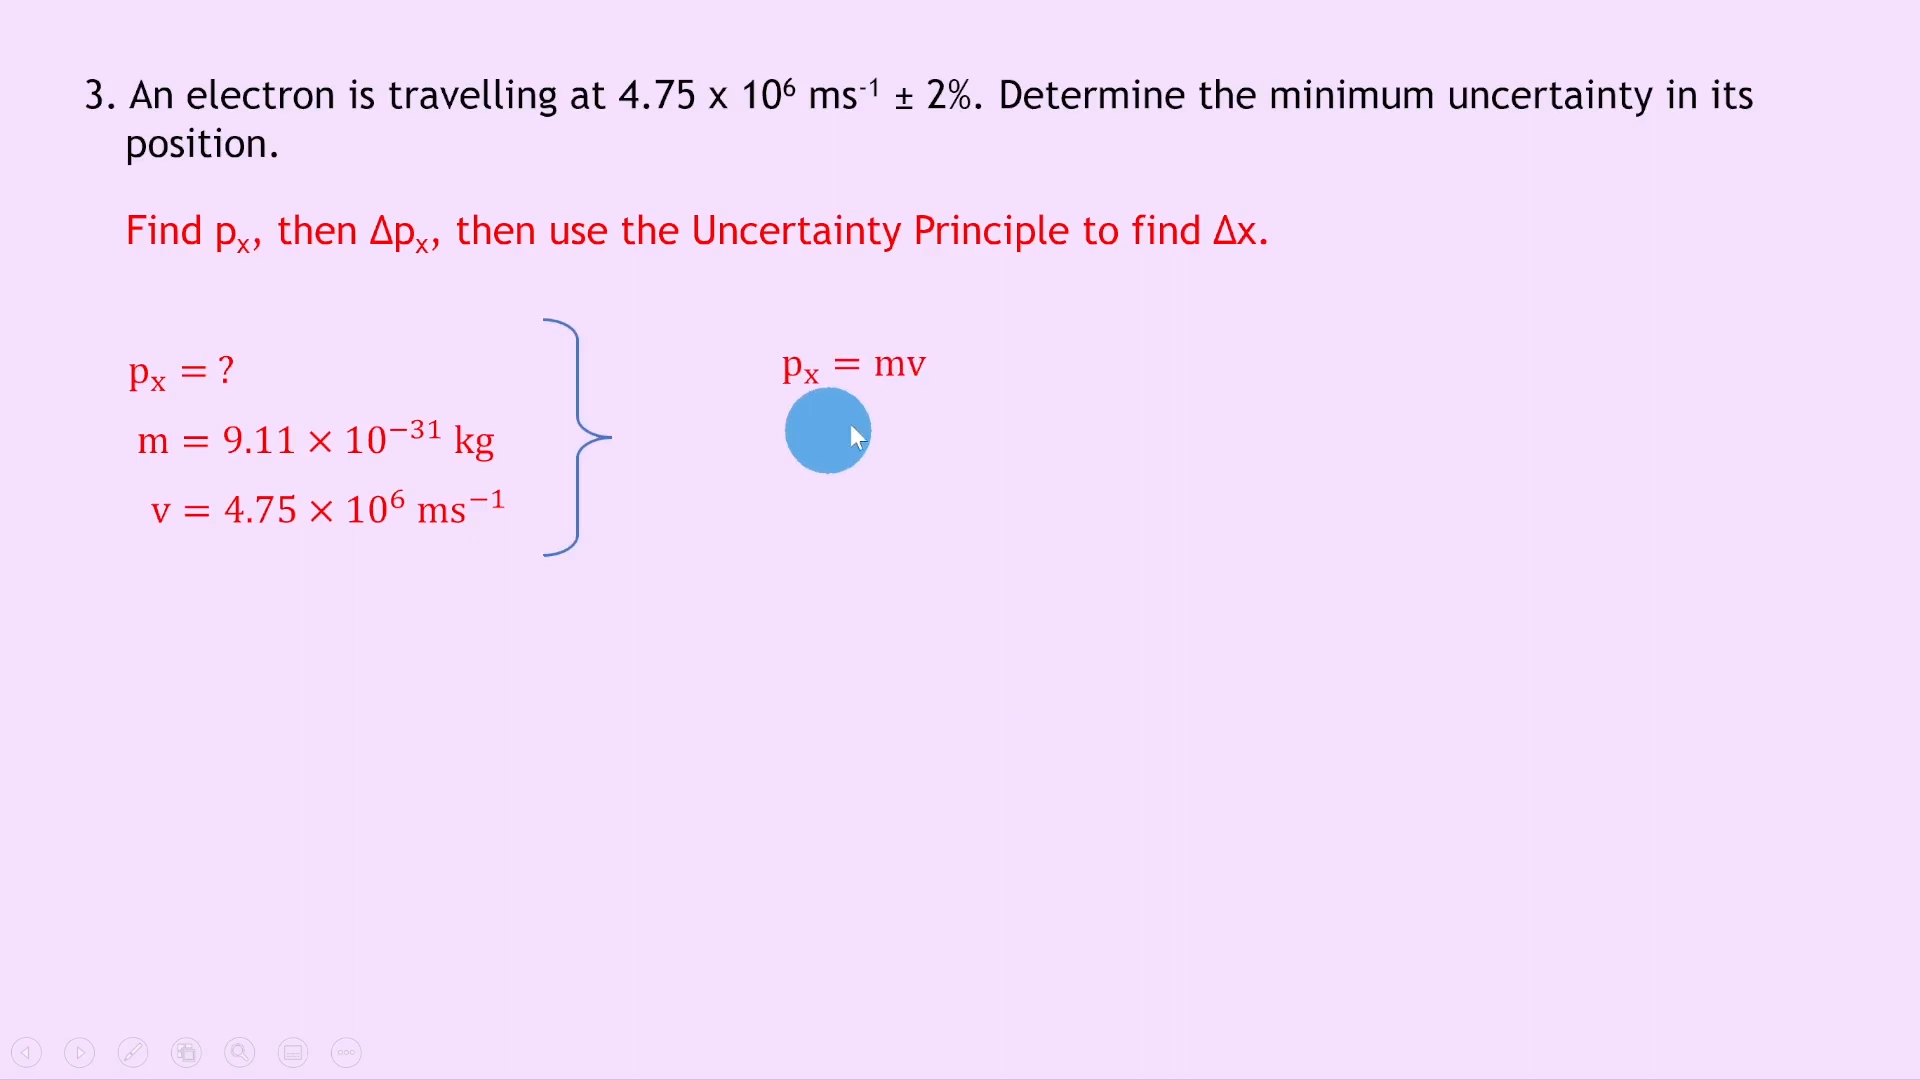 3. An electron is travelling at 4.75 x 10⁶ ms⁻¹ ± 2%. Determine the minimum uncertainty in its
position.
Find pₓ, then Δpₓ, then use the Uncertainty Principle to find Δx.
pₓ = ?
m = 9.11 × 10⁻³¹ kg
v = 4.75 × 10⁶ ms⁻¹
pₓ = mv